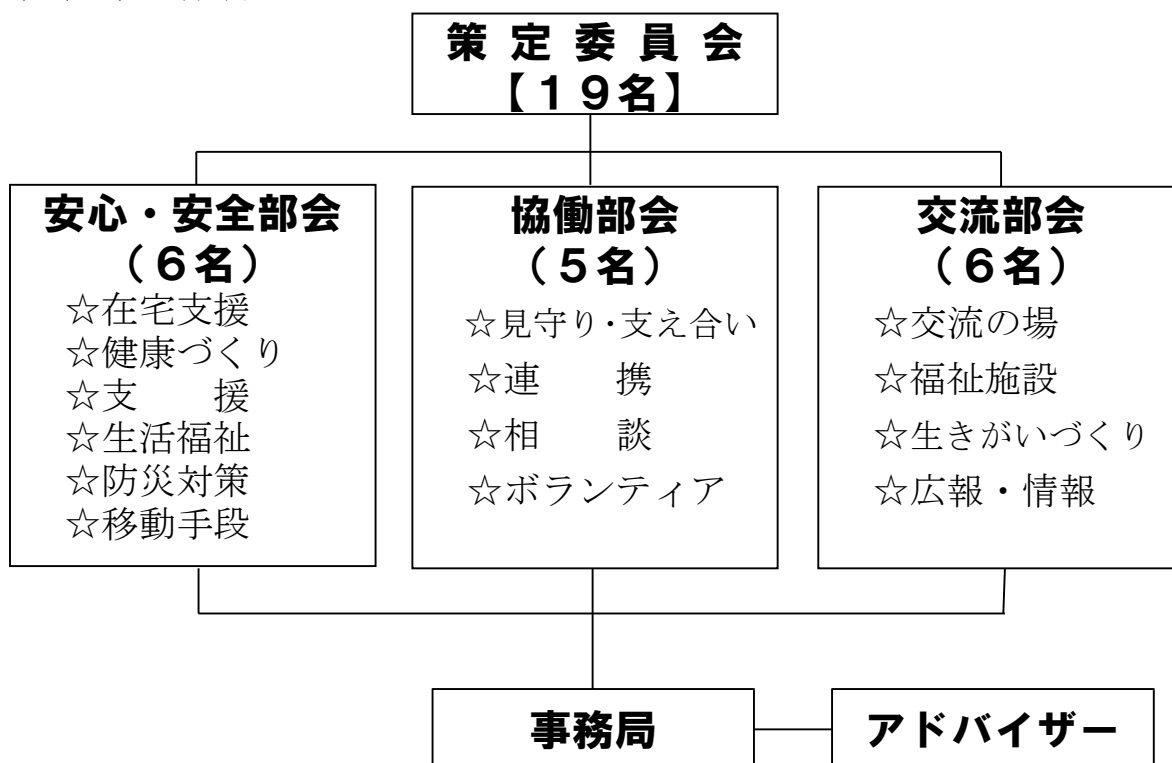 策定委員会
【１９名】
安心・安全部会
（６名）
☆在宅支援
☆健康づくり
☆支　　援
☆生活福祉
☆防災対策
☆移動手段
協働部会
（５名）
☆見守り・支え合い
☆連　　携
☆相　　談
☆ボランティア
交流部会
（６名）
☆交流の場
☆福祉施設
☆生きがいづくり
☆広報・情報
事務局
アドバイザー